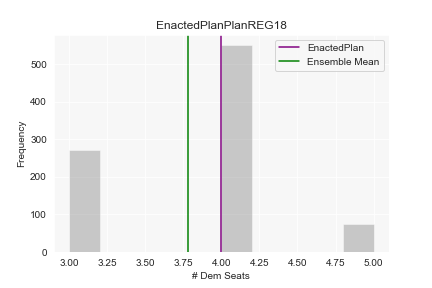 EnactedPlanPlanREG18
EnactedPlan
Ensemble Mean
Frequency
500
400
300
200
100
0
3.00 3.25 3.50 3.75 4.00 4.25 4.50 4.75 5.00
# Dem Seats